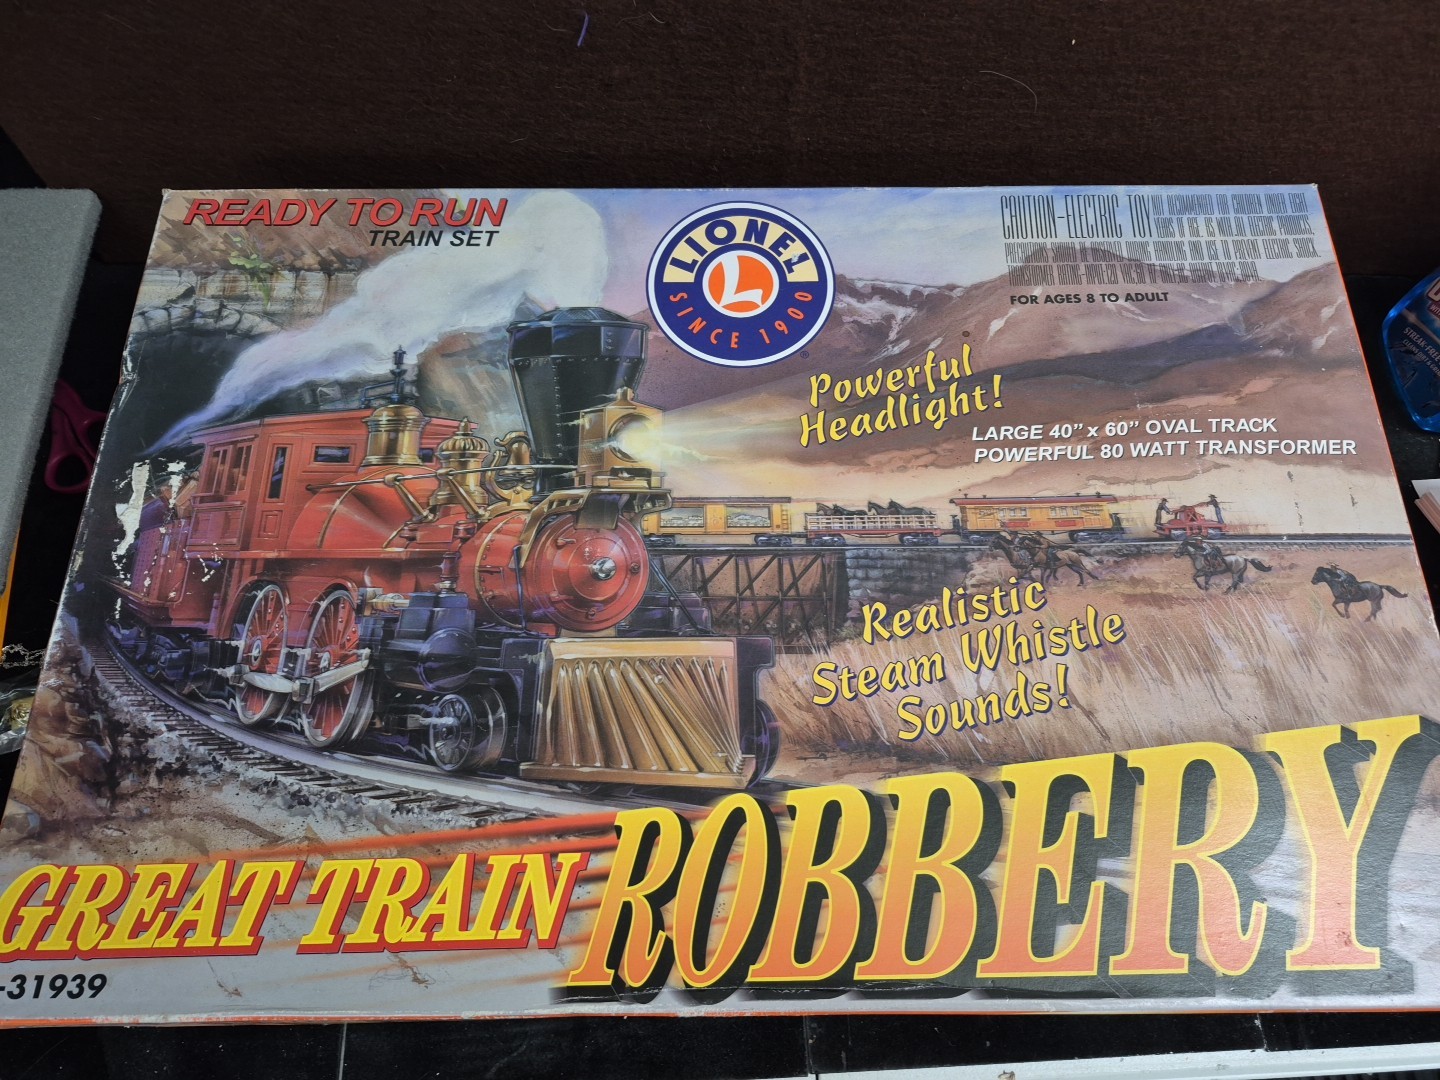 READY TO RUN
TRAIN SET
LIONEL
L
SINCE 1900
®
CAUTION-ELECTRIC TOY
FOR AGES 8 TO ADULT
Powerful
Headlight!
LARGE 40" x 60" OVAL TRACK
POWERFUL 80 WATT TRANSFORMER
Realistic
Steam Whistle
Sounds!
GREAT TRAIN
ROBBERY
-31939